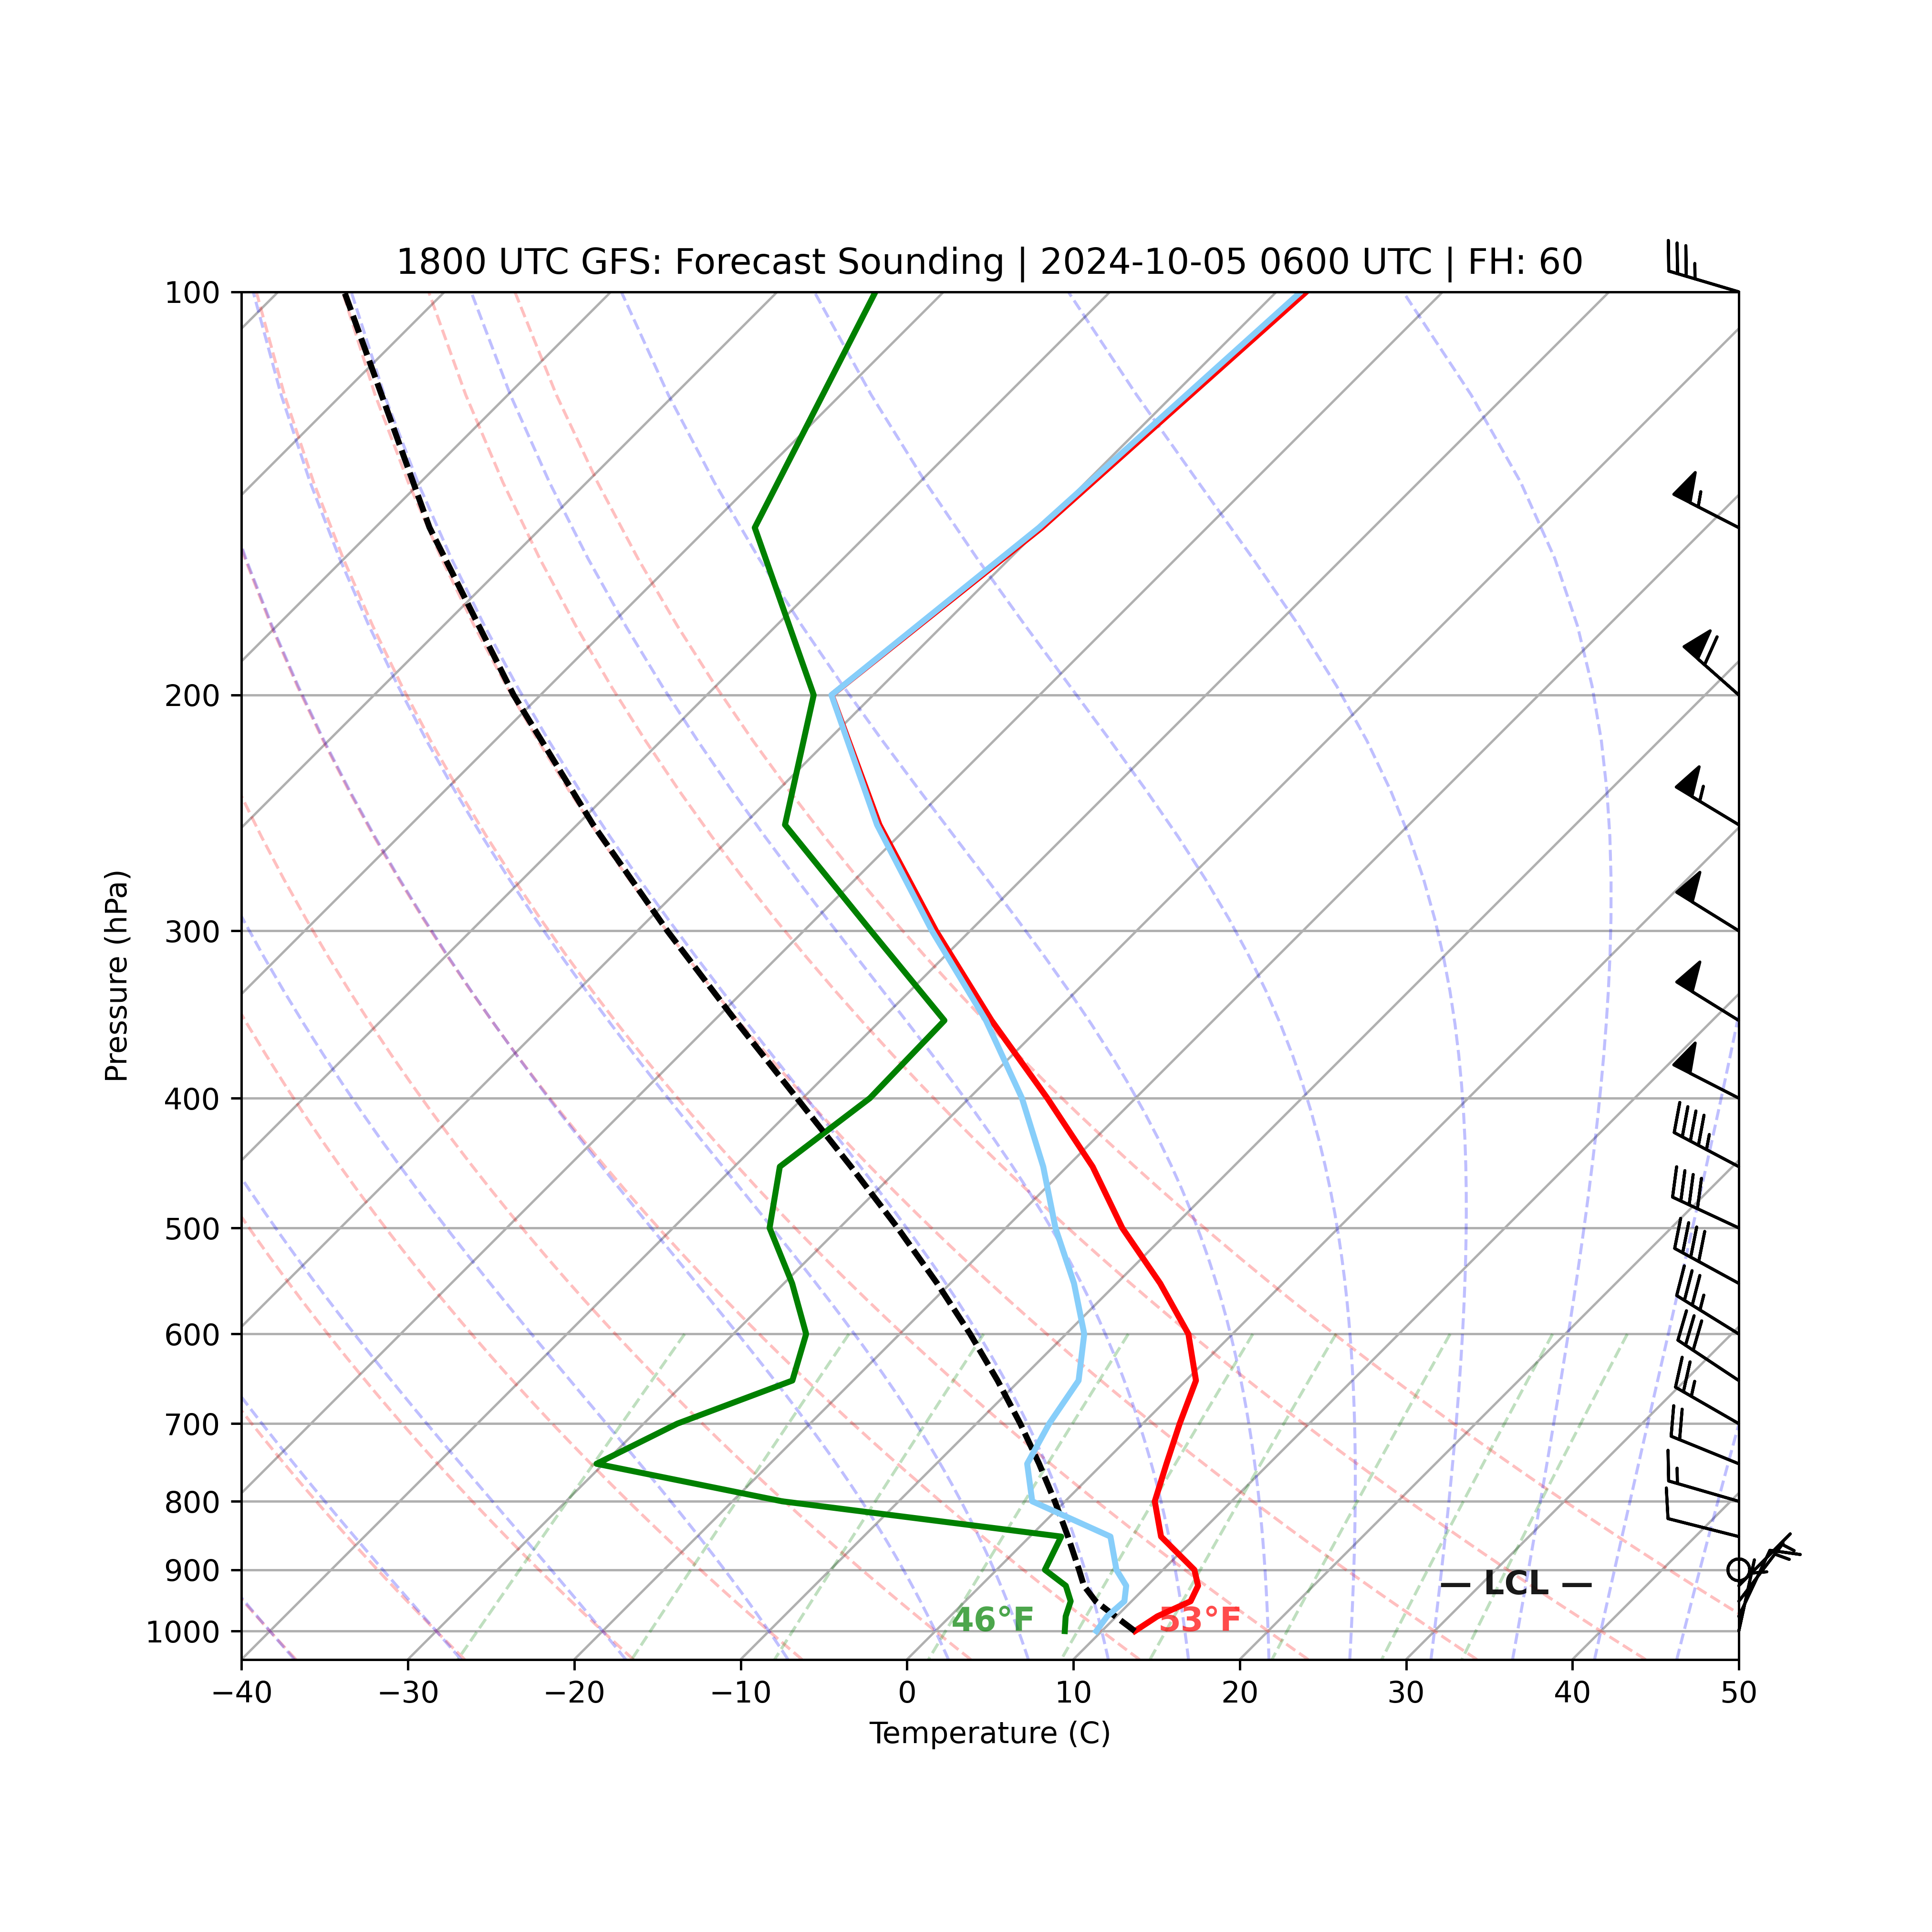 1800 UTC GFS: Forecast Sounding | 2024-10-05 0600 UTC | FH: 60
100
200
300
400
500
600
700
800
900
1000
Pressure (hPa)
— LCL —
46°F
53°F
−40 −30 −20 −10 0 10 20 30 40 50
Temperature (C)